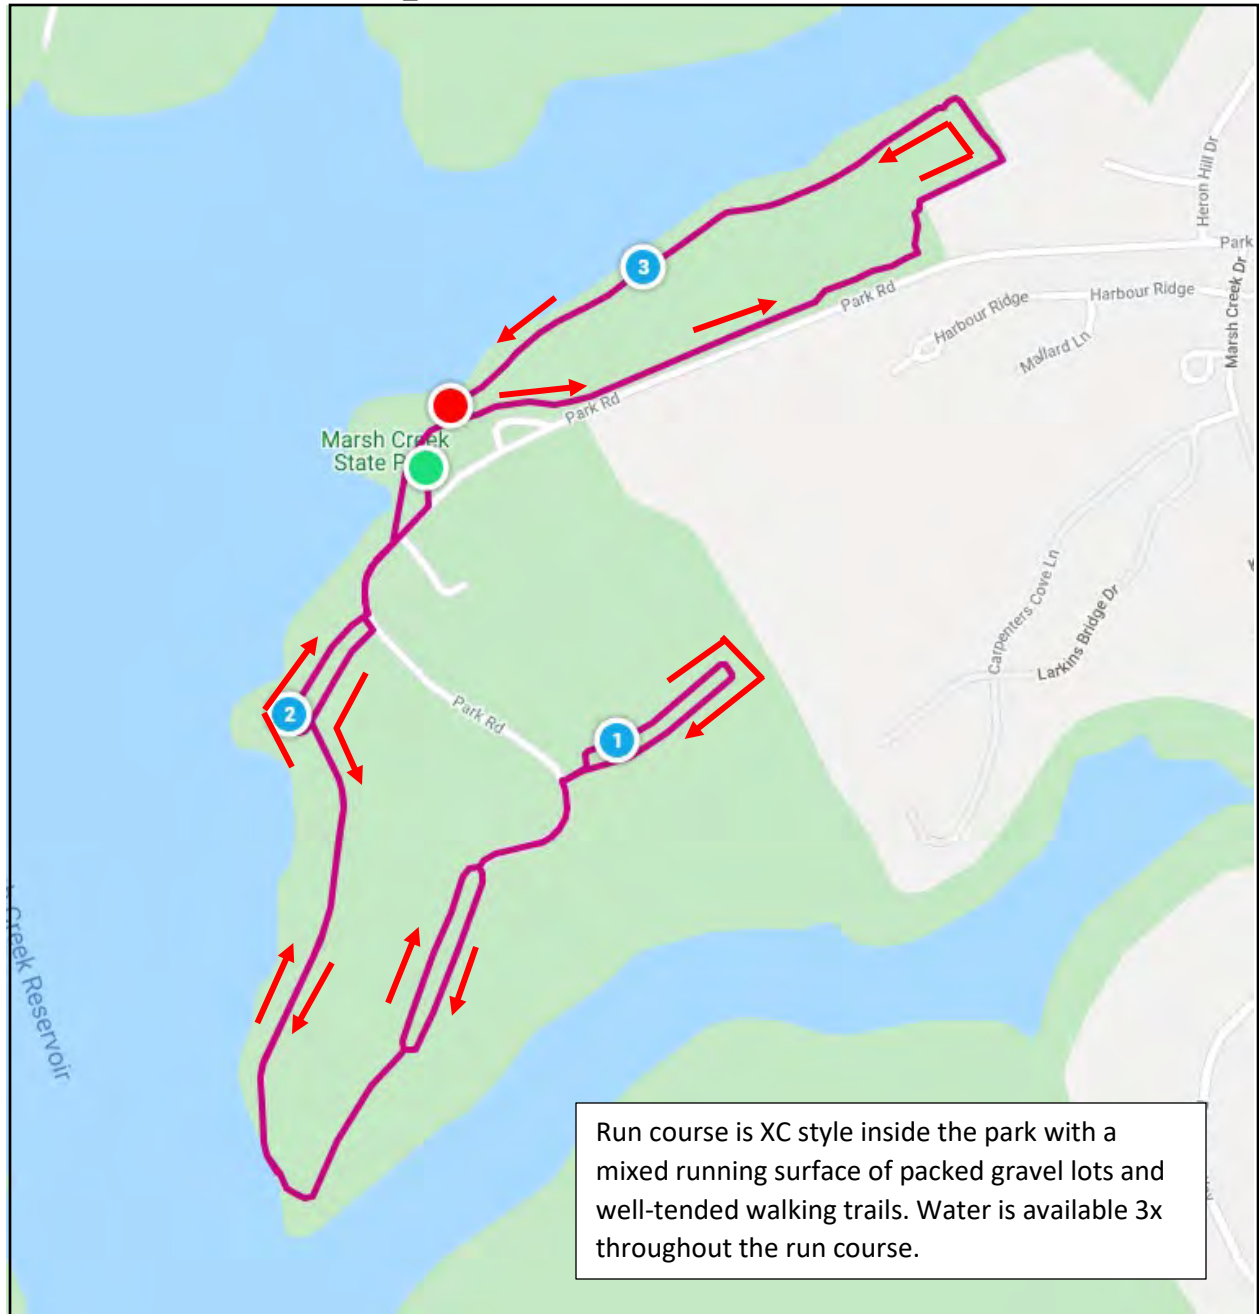 Heron Hill Dr
Park
3
Park Rd
Harbour Ridge
Harbour Ridge
Mallard Ln
Marsh Creek Dr
Park Rd
Marsh Creek
State P
Carpenters Cove Ln
Larkins Bridge Dr
2
Park Rd
1
Creek Reservoir
Run course is XC style inside the park with a
mixed running surface of packed gravel lots and
well-tended walking trails. Water is available 3x
throughout the run course.